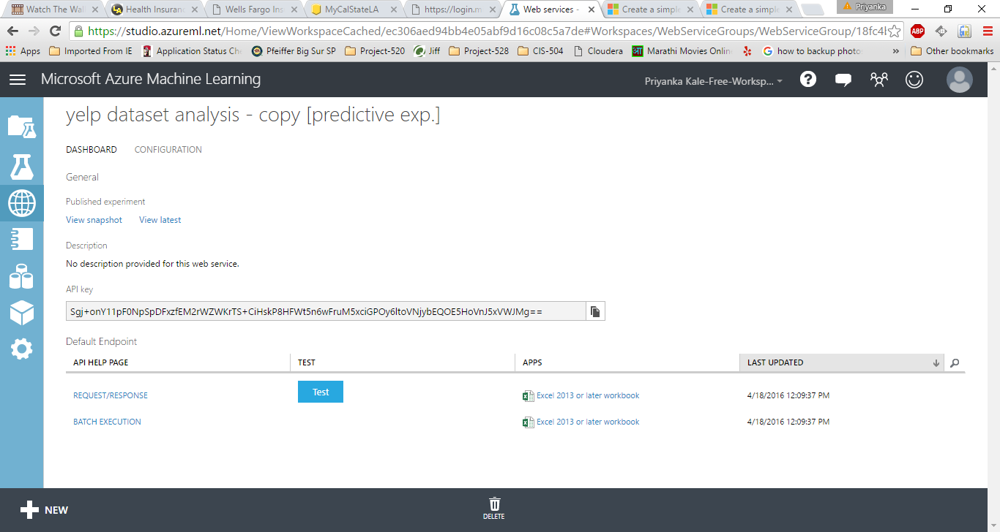 Watch The Wal
Health Insuranc
Wells Fargo Ins
MyCalStateLA
https://login.m
Web services -
Create a simple
Create a simple
Priyanka
https://studio.azureml.net/Home/ViewWorkspaceCached/ec306aed94bb4e05abf9d16c08c5a7de#Workspaces/WebServiceGroups/WebServiceGroup/18fc4b
ABP
Apps
Imported From IE
Application Status Ch
Pfeiffer Big Sur SP
Project-520
Jiff
Project-528
CIS-504
Cloudera
Marathi Movies Onlin
how to backup photo
»
Other bookmarks
Microsoft Azure Machine Learning
Priyanka Kale-Free-Worksp...
yelp dataset analysis - copy [predictive exp.]
DASHBOARD CONFIGURATION
General
Published experiment
View snapshot View latest
Description
No description provided for this web service.
API key
Sgj+onY11pF0NpSpDFxzfEM2rWZWKrTS+CiHskP8HFWt5n6wFruM5xciGPOy6ltoVNjybEQOE5HoVnJ5xVWJMg==
Default Endpoint
API HELP PAGE TEST APPS LAST UPDATED
REQUEST/RESPONSE Test Excel 2013 or later workbook 4/18/2016 12:09:37 PM
BATCH EXECUTION Excel 2013 or later workbook 4/18/2016 12:09:37 PM
NEW
DELETE